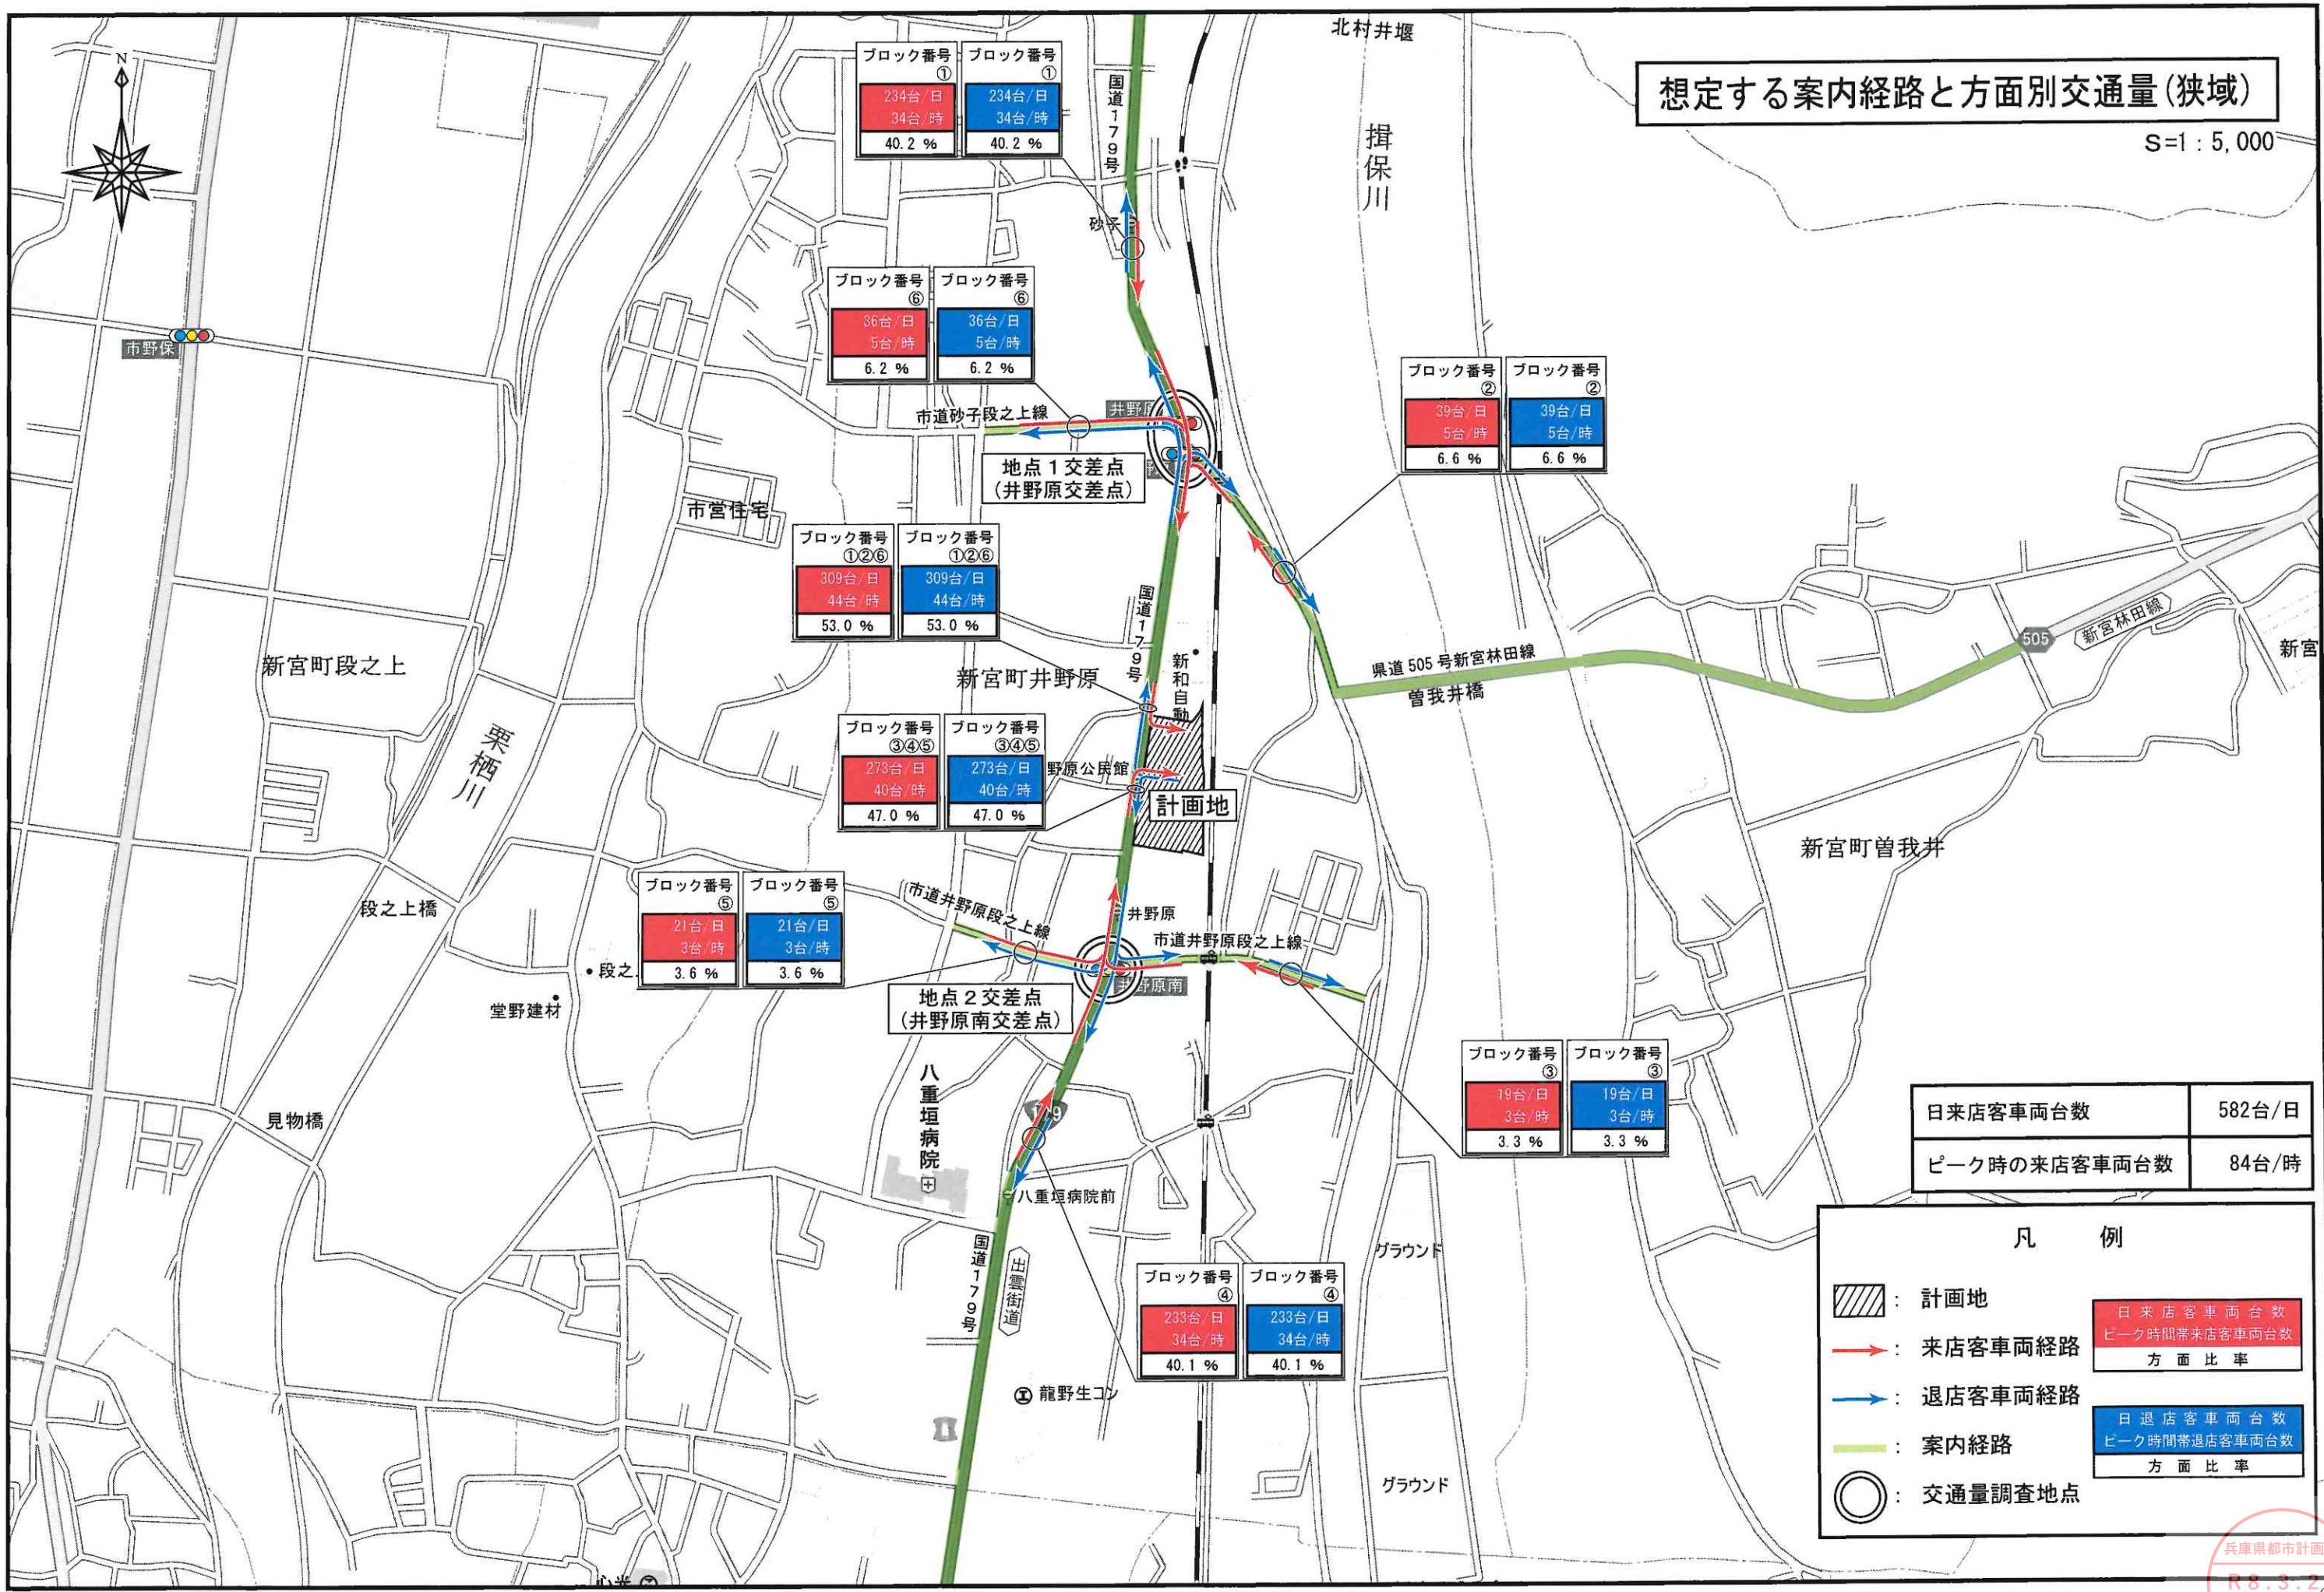 想定する案内経路と方面別交通量(狭域)
S=1：5,000
N
北村井堰
揖保川
国道179号
ブロック番号 ブロック番号
① ①
234台/日 234台/日
34台/時 34台/時
40.2 % 40.2 %
砂子
ブロック番号 ブロック番号
⑥ ⑥
36台/日 36台/日
5台/時 5台/時
6.2 % 6.2 %
市野保
ブロック番号 ブロック番号
② ②
39台/日 39台/日
5台/時 5台/時
6.6 % 6.6 %
市道砂子段之上線
井野原
地点1交差点
(井野原交差点)
市営住宅
ブロック番号 ブロック番号
①②⑥ ①②⑥
309台/日 309台/日
44台/時 44台/時
53.0 % 53.0 %
国道179号
新和自動
新宮町井野原
新宮町段之上
県道505号新宮林田線
曽我井橋
505
新宮林田線
新宮
栗栖川
ブロック番号 ブロック番号
③④⑤ ③④⑤
273台/日 273台/日
40台/時 40台/時
47.0 % 47.0 %
野原公民館
計画地
新宮町曽我井
ブロック番号 ブロック番号
⑤ ⑤
21台/日 21台/日
3台/時 3台/時
3.6 % 3.6 %
段之上橋
市道井野原段之上線
井野原
市道井野原段之上線
段之
井野原南
地点2交差点
(井野原南交差点)
堂野建材
八重垣病院
見物橋
八重垣病院前
ブロック番号 ブロック番号
③ ③
19台/日 19台/日
3台/時 3台/時
3.3 % 3.3 %
国道179号
出雲街道
グラウンド
ブロック番号 ブロック番号
④ ④
233台/日 233台/日
34台/時 34台/時
40.1 % 40.1 %
龍野生コン
グラウンド
日来店客車両台数 582台/日
ピーク時の来店客車両台数 84台/時
凡 例
： 計画地
： 来店客車両経路
： 退店客車両経路
： 案内経路
： 交通量調査地点
日来店客車両台数
ピーク時間帯来店客車両台数
方面比率
日退店客車両台数
ピーク時間帯退店客車両台数
方面比率
兵庫県都市計画
R8.3.2